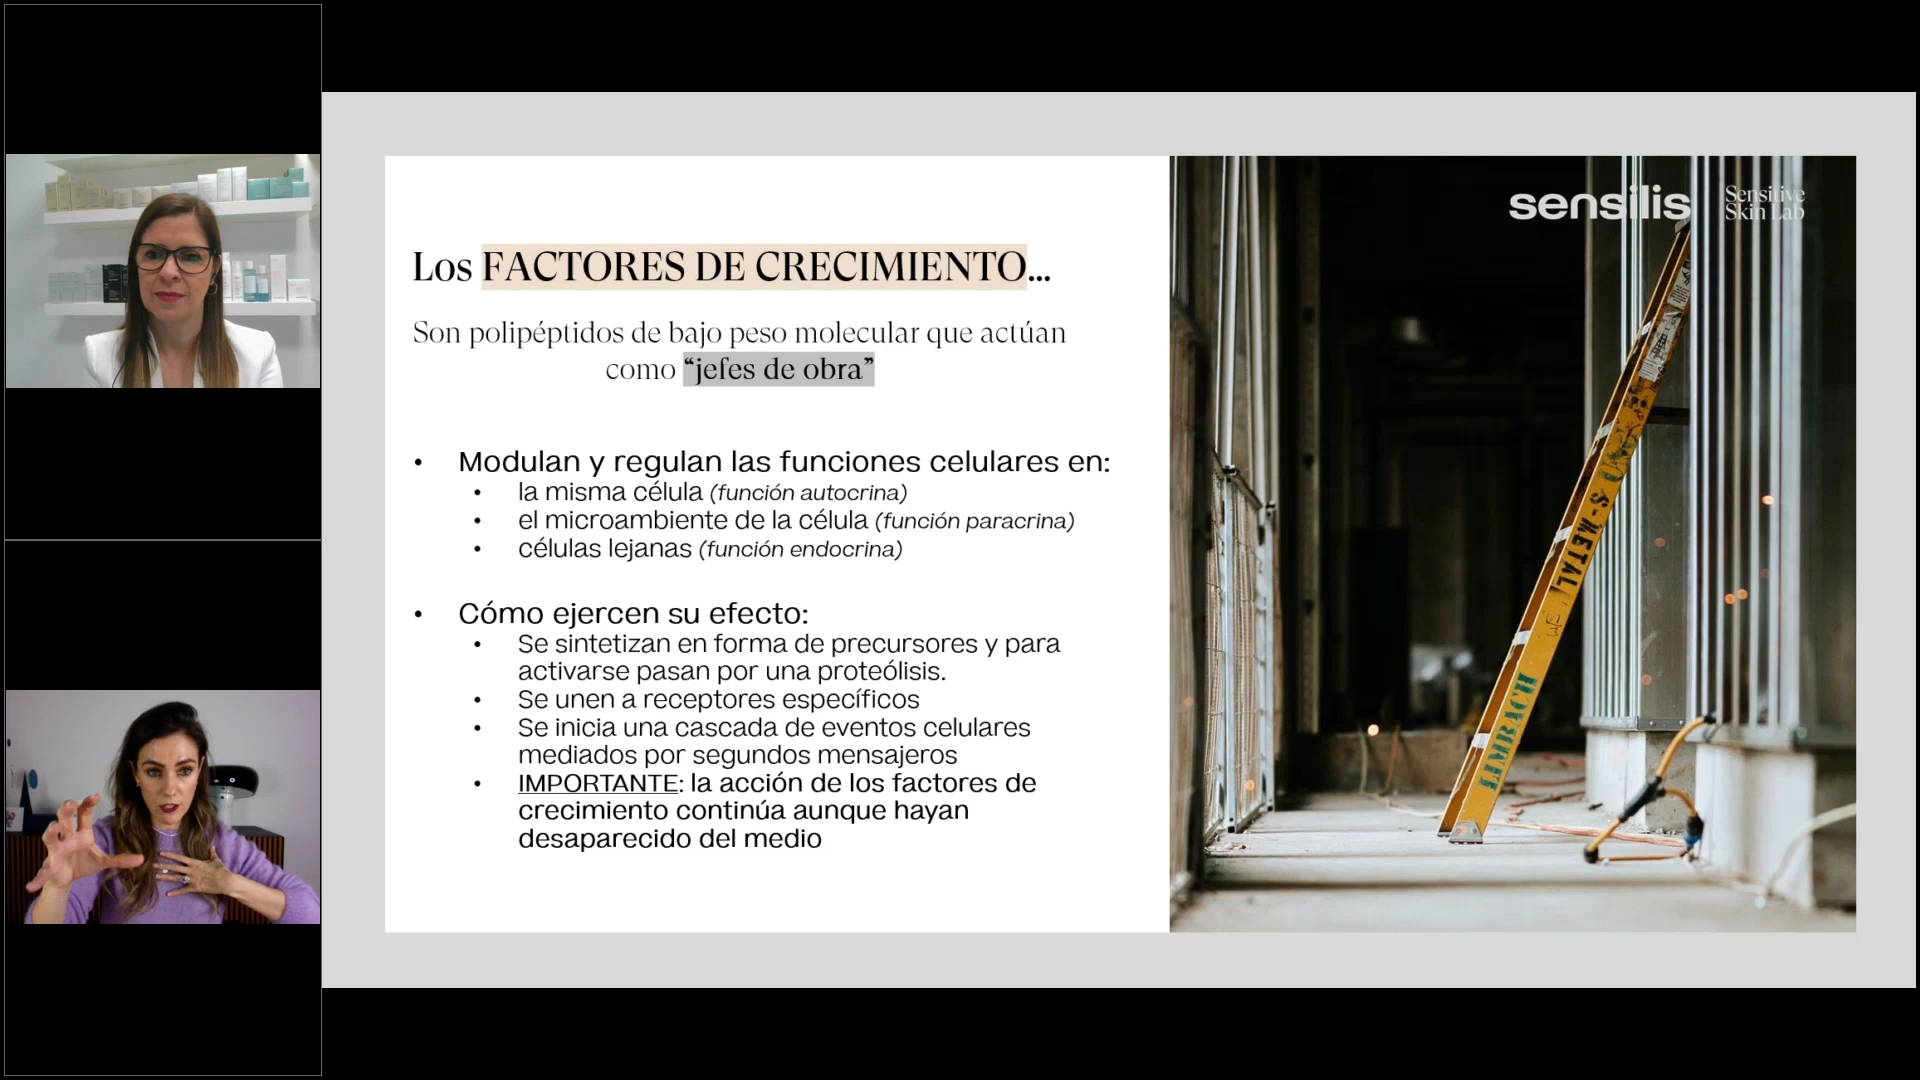 sensilis
Sensitive
Skin Lab
Los FACTORES DE CRECIMIENTO...
Son polipéptidos de bajo peso molecular que actúan
como “jefes de obra”
• Modulan y regulan las funciones celulares en:
• la misma célula (función autocrina)
• el microambiente de la célula (función paracrina)
• células lejanas (función endocrina)
• Cómo ejercen su efecto:
• Se sintetizan en forma de precursores y para
activarse pasan por una proteólisis.
• Se unen a receptores específicos
• Se inicia una cascada de eventos celulares
mediados por segundos mensajeros
• IMPORTANTE: la acción de los factores de
crecimiento continúa aunque hayan
desaparecido del medio
S-METAL